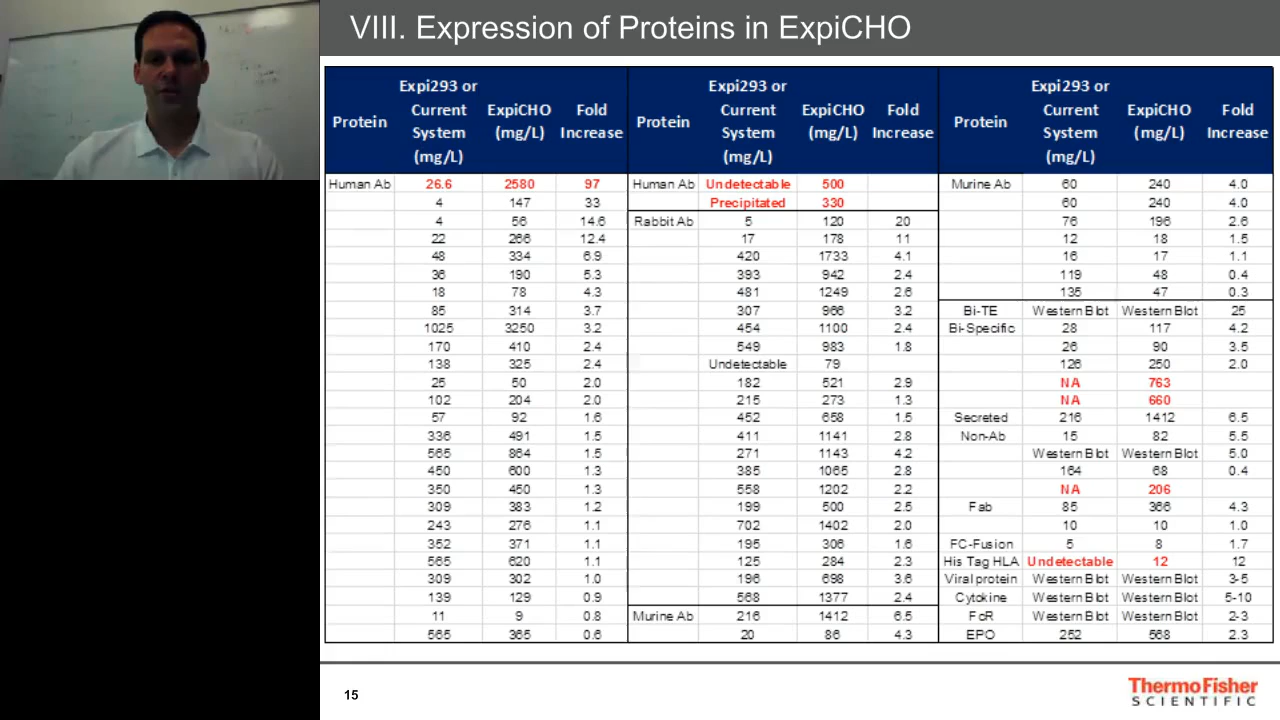 VIII. Expression of Proteins in ExpiCHO
Protein Expi293 or Current System (mg/L) ExpiCHO (mg/L) Fold Increase Protein Expi293 or Current System (mg/L) ExpiCHO (mg/L) Fold Increase Protein Expi293 or Current System (mg/L) ExpiCHO (mg/L) Fold Increase
Human Ab 26.6 2580 97 Human Ab Undetectable 500 Murine Ab 60 240 4.0
4 147 33 Precipitated 330 60 240 4.0
4 56 14.6 Rabbit Ab 5 120 20 76 196 2.6
22 266 12.4 17 178 11 12 18 1.5
48 334 6.9 420 1733 4.1 16 17 1.1
36 190 5.3 393 942 2.4 119 48 0.4
18 78 4.3 481 1249 2.6 135 47 0.3
85 314 3.7 307 966 3.2 Bi-TE Western Blot Western Blot 25
1025 3250 3.2 454 1100 2.4 Bi-Specific 28 117 4.2
170 410 2.4 549 983 1.8 26 90 3.5
138 325 2.4 Undetectable 79 126 250 2.0
25 50 2.0 182 521 2.9 NA 763
102 204 2.0 215 273 1.3 NA 660
57 92 1.6 452 658 1.5 Secreted 216 1412 6.5
336 491 1.5 411 1141 2.8 Non-Ab 15 82 5.5
565 864 1.5 271 1143 4.2 Western Blot Western Blot 5.0
450 600 1.3 385 1065 2.8 164 68 0.4
350 450 1.3 558 1202 2.2 NA 206
309 383 1.2 199 500 2.5 Fab 85 366 4.3
243 276 1.1 702 1402 2.0 10 10 1.0
352 371 1.1 195 306 1.6 FC-Fusion 5 8 1.7
565 620 1.1 125 284 2.3 His Tag HLA Undetectable 12 12
309 302 1.0 196 698 3.6 Viral protein Western Blot Western Blot 3-5
139 129 0.9 568 1377 2.4 Cytokine Western Blot Western Blot 5-10
11 9 0.8 Murine Ab 216 1412 6.5 FcR Western Blot Western Blot 2-3
565 365 0.6 20 86 4.3 EPO 252 568 2.3
15
ThermoFisher
SCIENTIFIC